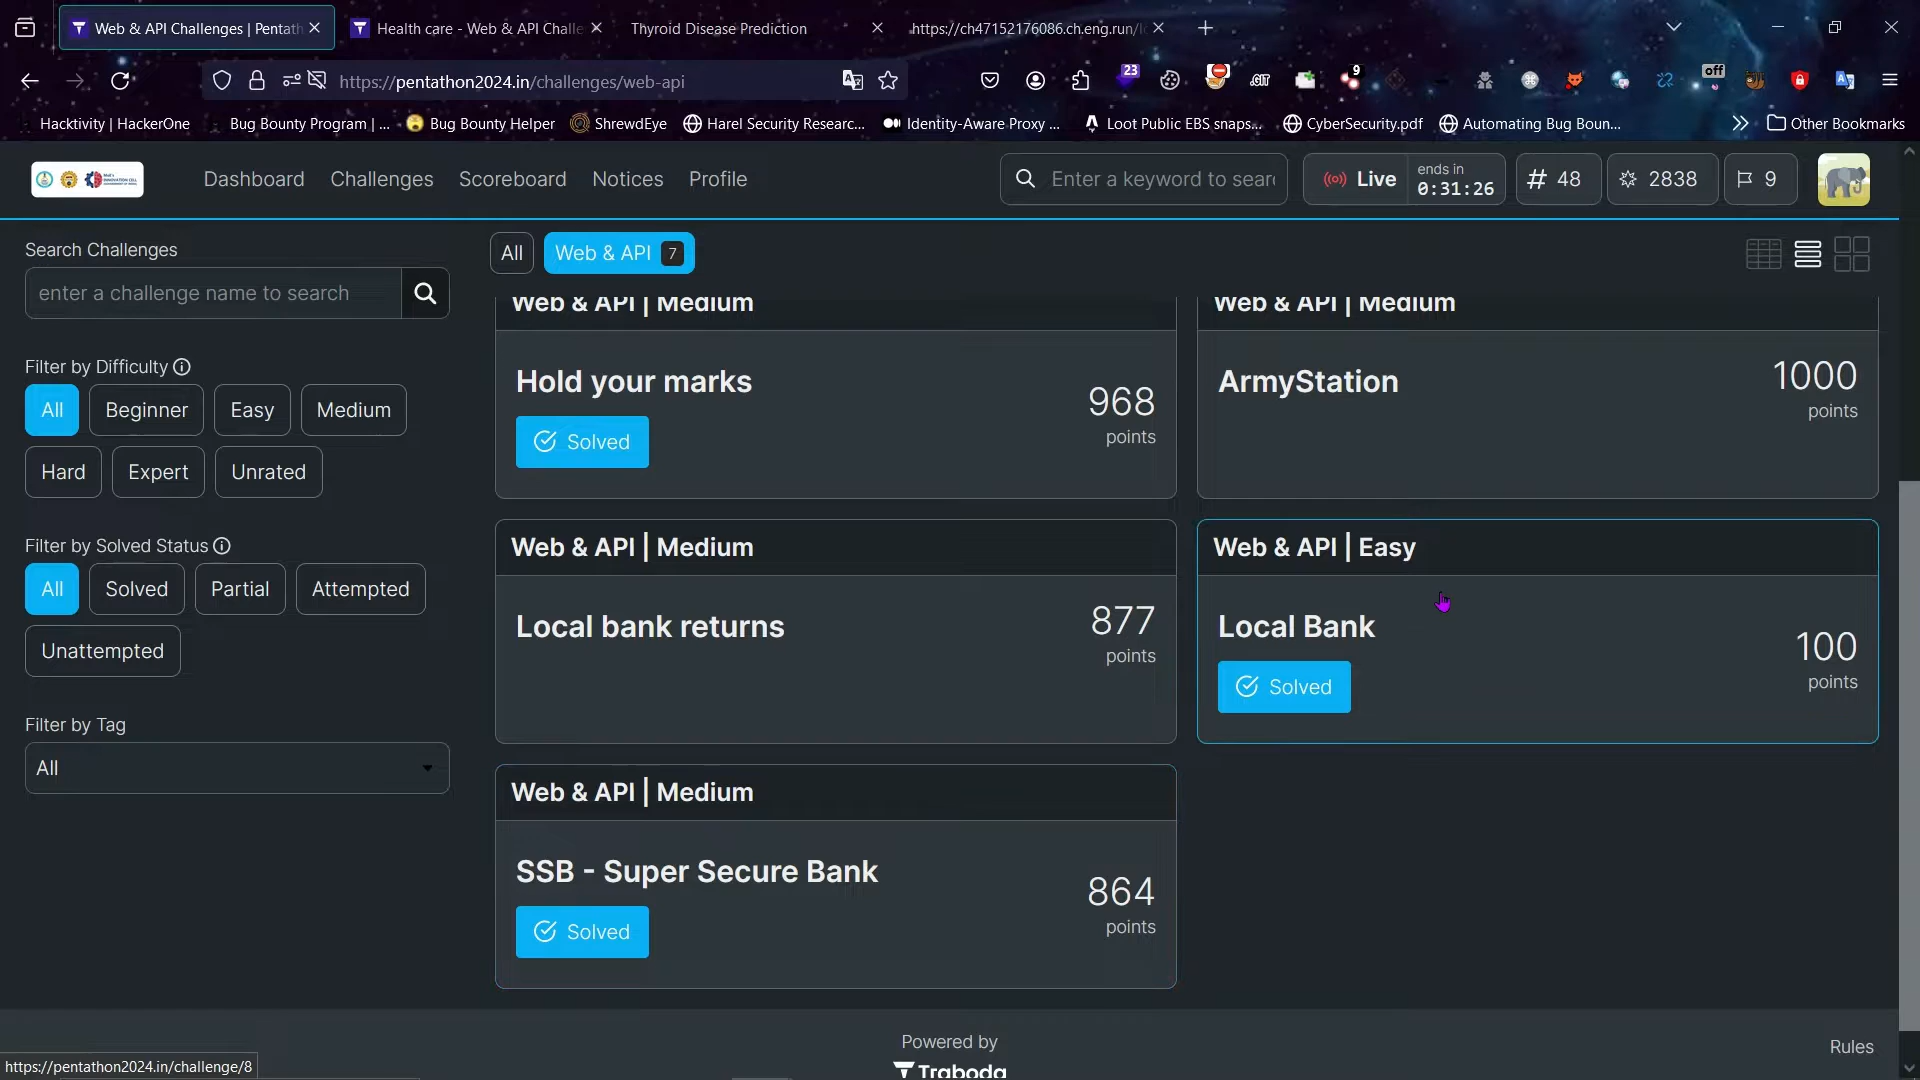 Web & API Challenges | Pentath
Health care - Web & API Challe
Thyroid Disease Prediction
https://ch47152176086.ch.eng.run/l
https://pentathon2024.in/challenges/web-api
23
.GIT
9
off
Hacktivity | HackerOne
Bug Bounty Program | ...
Bug Bounty Helper
ShrewdEye
Harel Security Researc...
Identity-Aware Proxy ...
Loot Public EBS snaps...
CyberSecurity.pdf
Automating Bug Boun...
Other Bookmarks
Dashboard
Challenges
Scoreboard
Notices
Profile
Enter a keyword to sear
Live
ends in
0:31:26
# 48
2838
9
Search Challenges
enter a challenge name to search
Filter by Difficulty
All
Beginner
Easy
Medium
Hard
Expert
Unrated
Filter by Solved Status
All
Solved
Partial
Attempted
Unattempted
Filter by Tag
All
All
Web & API 7
Web & API | Medium
Hold your marks
Solved
968
points
Web & API | Medium
ArmyStation
1000
points
Web & API | Medium
Local bank returns
877
points
Web & API | Easy
Local Bank
Solved
100
points
Web & API | Medium
SSB - Super Secure Bank
Solved
864
points
Powered by
Traboda
Rules
https://pentathon2024.in/challenge/8